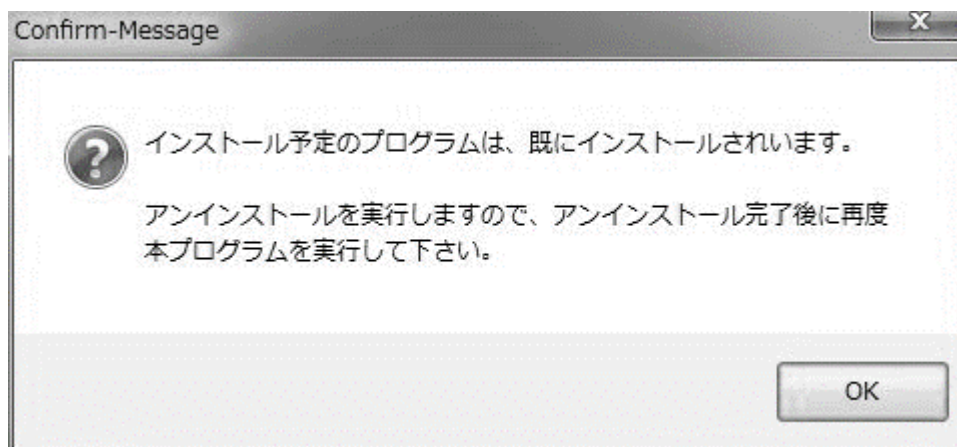 Confirm-Message
インストール予定のプログラムは、既にインストールされいます。
アンインストールを実行しますので、アンインストール完了後に再度
本プログラムを実行して下さい。
OK